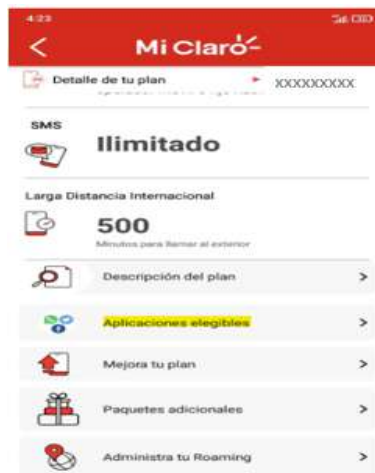 4:23
Mi Claro
Detalle de tu plan XXXXXXXXX
SMS
Ilimitado
Larga Distancia Internacional
500
Minutos para llamar al exterior
Descripción del plan
Aplicaciones elegibles
Mejora tu plan
Paquetes adicionales
Administra tu Roaming